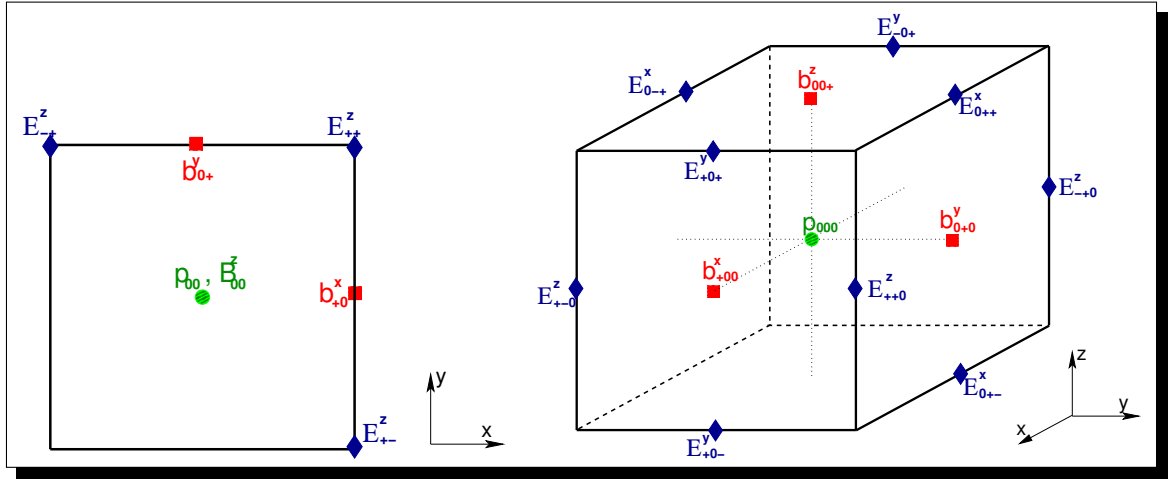 E^z_{-+}
E^z_{++}
b^y_{0+}
p_{00} , B^z_{00}
b^x_{+0}
E^z_{+-}
y
x
E^y_{-0+}
E^x_{0-+}
b^z_{00+}
E^x_{0++}
E^y_{+0+}
E^z_{-+0}
p_{000}
b^y_{0+0}
b^x_{+00}
E^z_{+-0}
E^z_{++0}
E^x_{0+-}
E^y_{+0-}
z
y
x